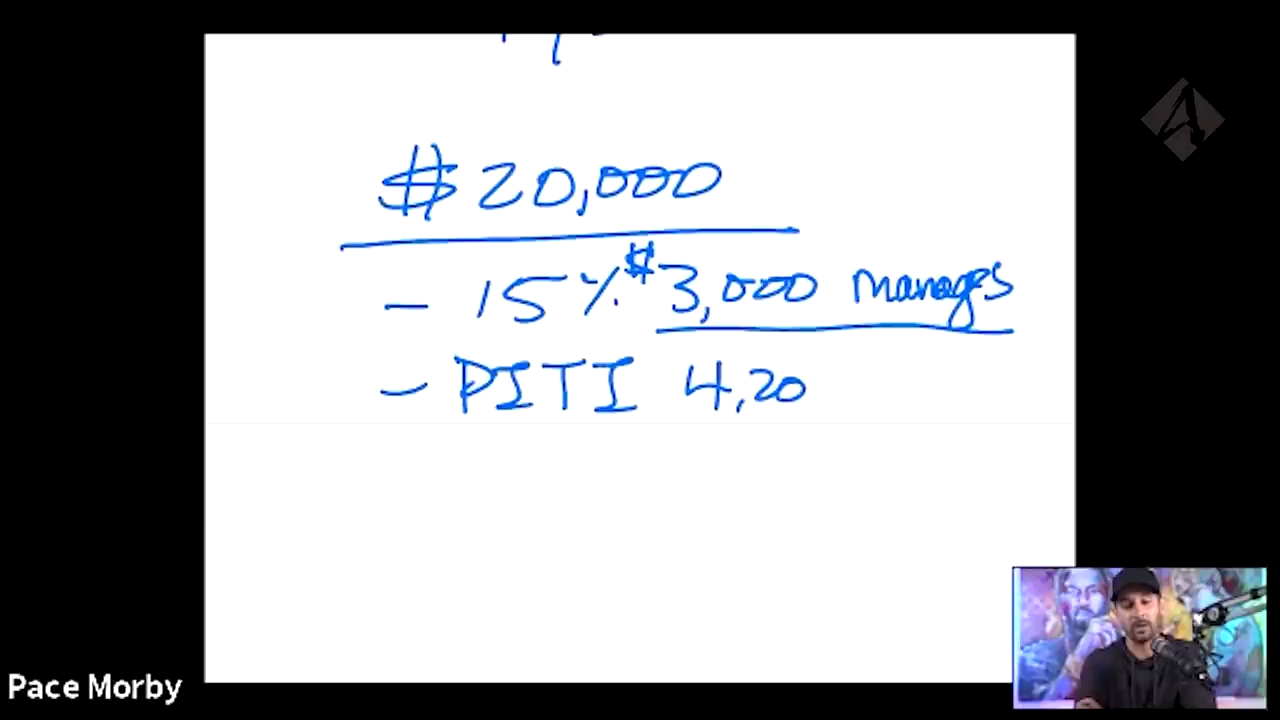 $20,000
- 15% $3,000 manages
- PITI 4,20
Pace Morby